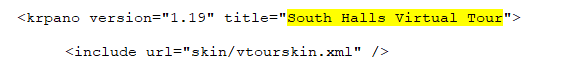 <krpano version="1.19" title="South Halls Virtual Tour">
<include url="skin/vtourskin.xml" />